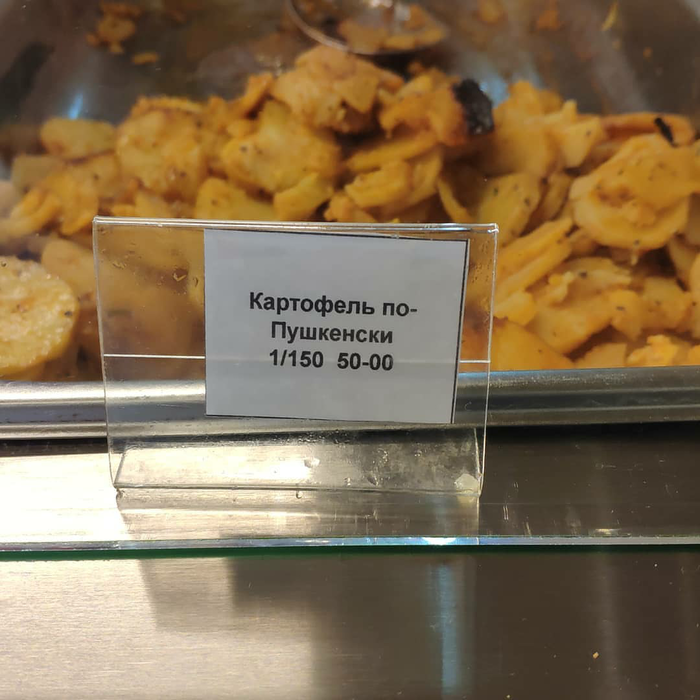 Картофель по-
Пушкенски
1/150 50-00